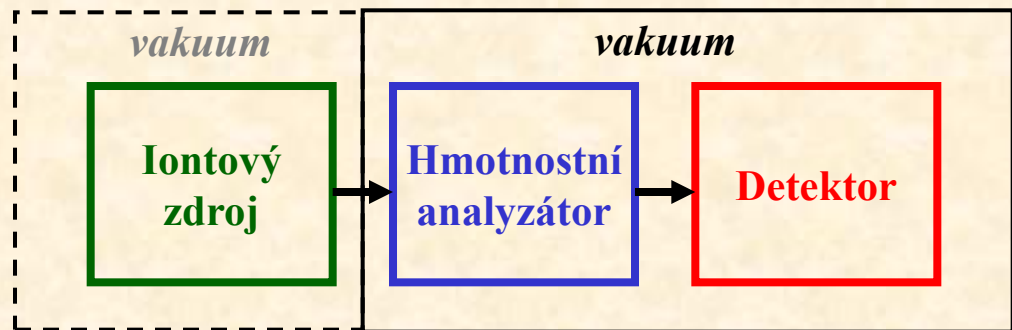 vakuum
vakuum
Iontový
zdroj
Hmotnostní
analyzátor
Detektor